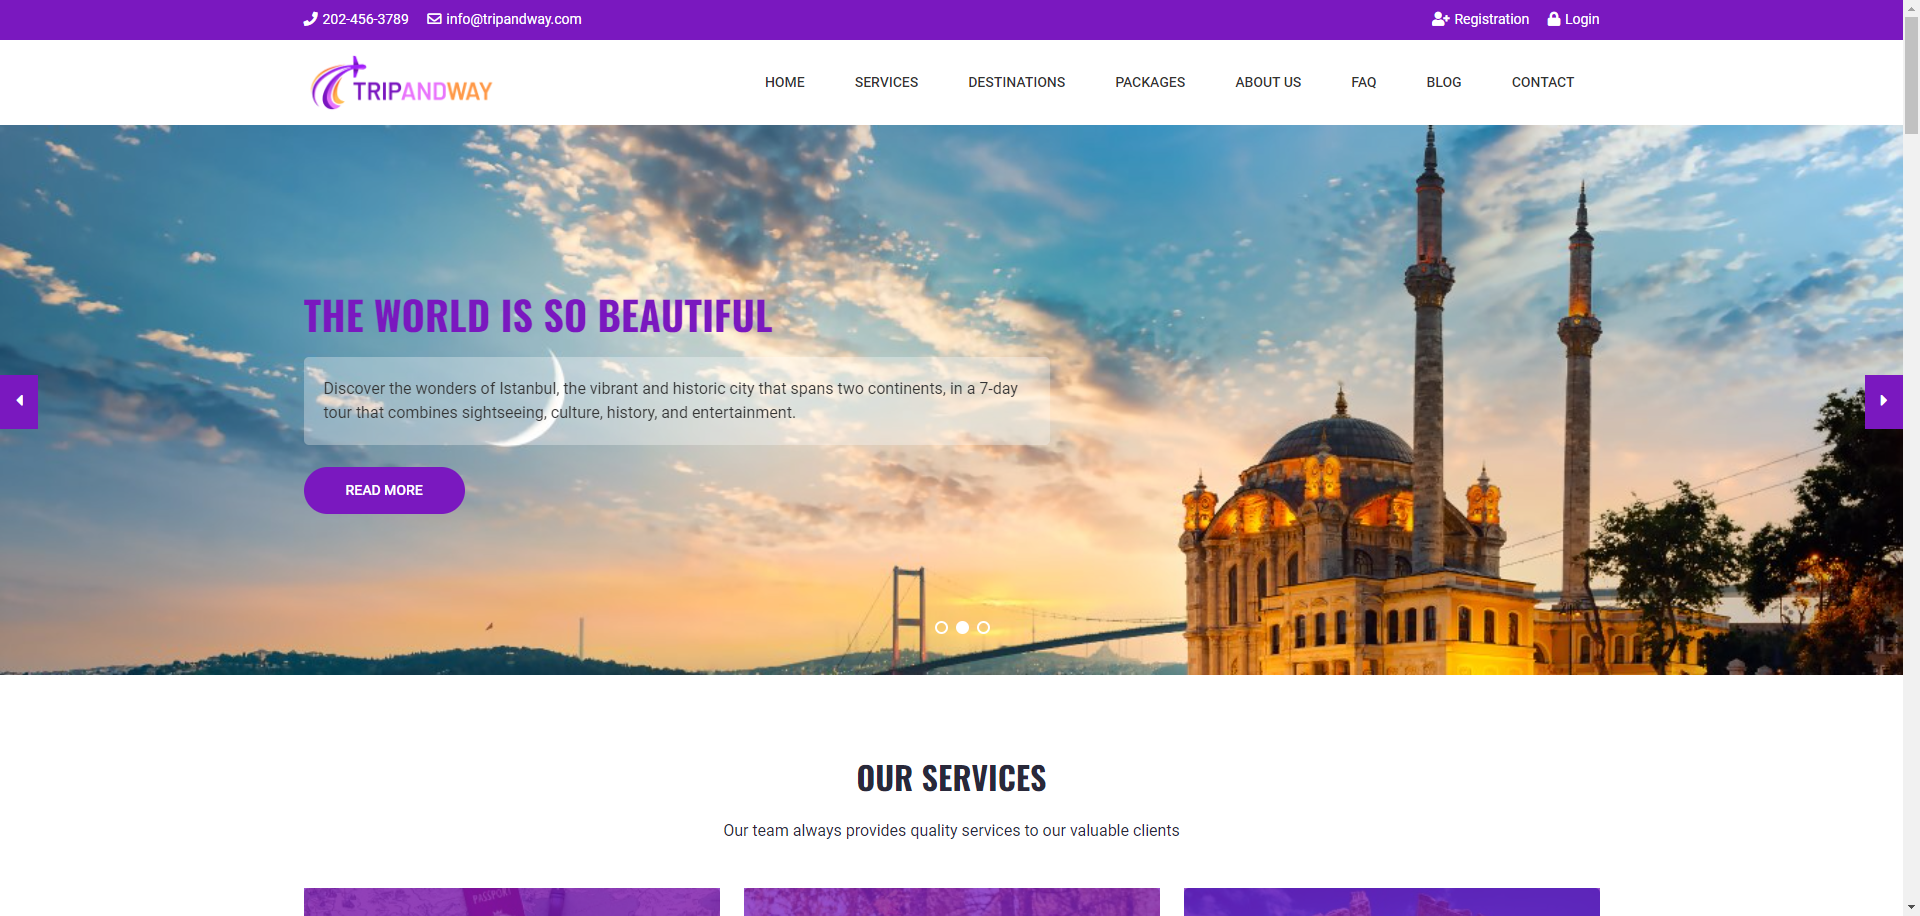 202-456-3789 info@tripandway.com Registration Login
TRIPANDWAY
HOME SERVICES DESTINATIONS PACKAGES ABOUT US FAQ BLOG CONTACT
THE WORLD IS SO BEAUTIFUL
Discover the wonders of Istanbul, the vibrant and historic city that spans two continents, in a 7-day
tour that combines sightseeing, culture, history, and entertainment.
READ MORE
OUR SERVICES
Our team always provides quality services to our valuable clients
PASSPORT